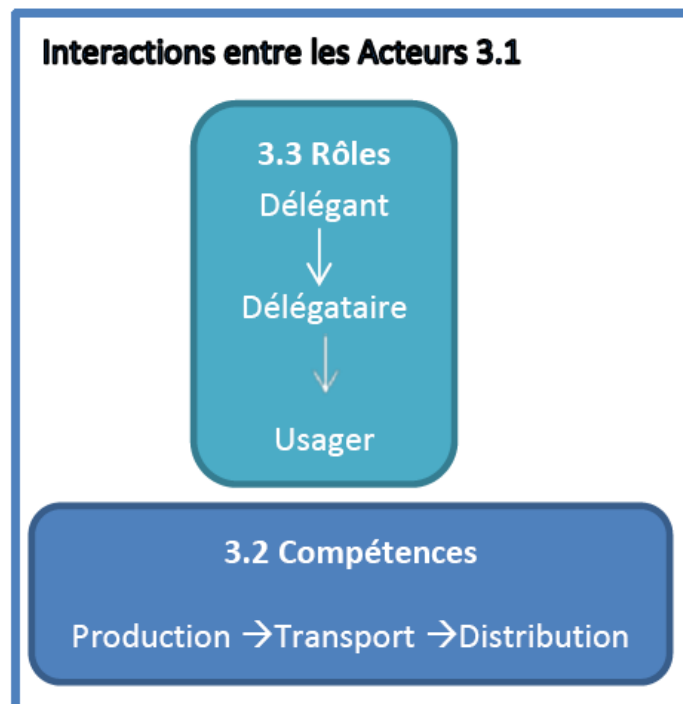 Interactions entre les Acteurs 3.1
3.3 Rôles
Délégant
Délégataire
Usager
3.2 Compétences
Production →Transport →Distribution